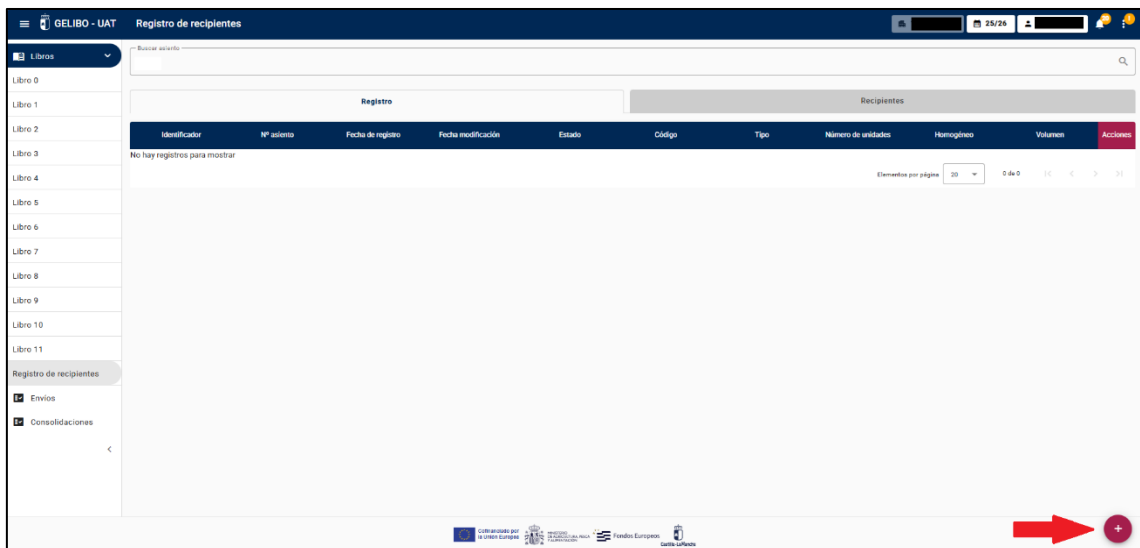 GELIBO - UAT
Registro de recipientes
25/26
Libros
Buscar asiento
Libro 0
Libro 1
Registro
Recipientes
Libro 2
Identificador Nº asiento Fecha de registro Fecha modificación Estado Código Tipo Número de unidades Homogéneo Volumen Acciones
Libro 3
No hay registros para mostrar
Libro 4
Elementos por página 20 0 de 0
Libro 5
Libro 6
Libro 7
Libro 8
Libro 9
Libro 10
Libro 11
Registro de recipientes
Envíos
Consolidaciones
Cofinanciado por
la Unión Europea
Fondos Europeos
Castilla-La Mancha